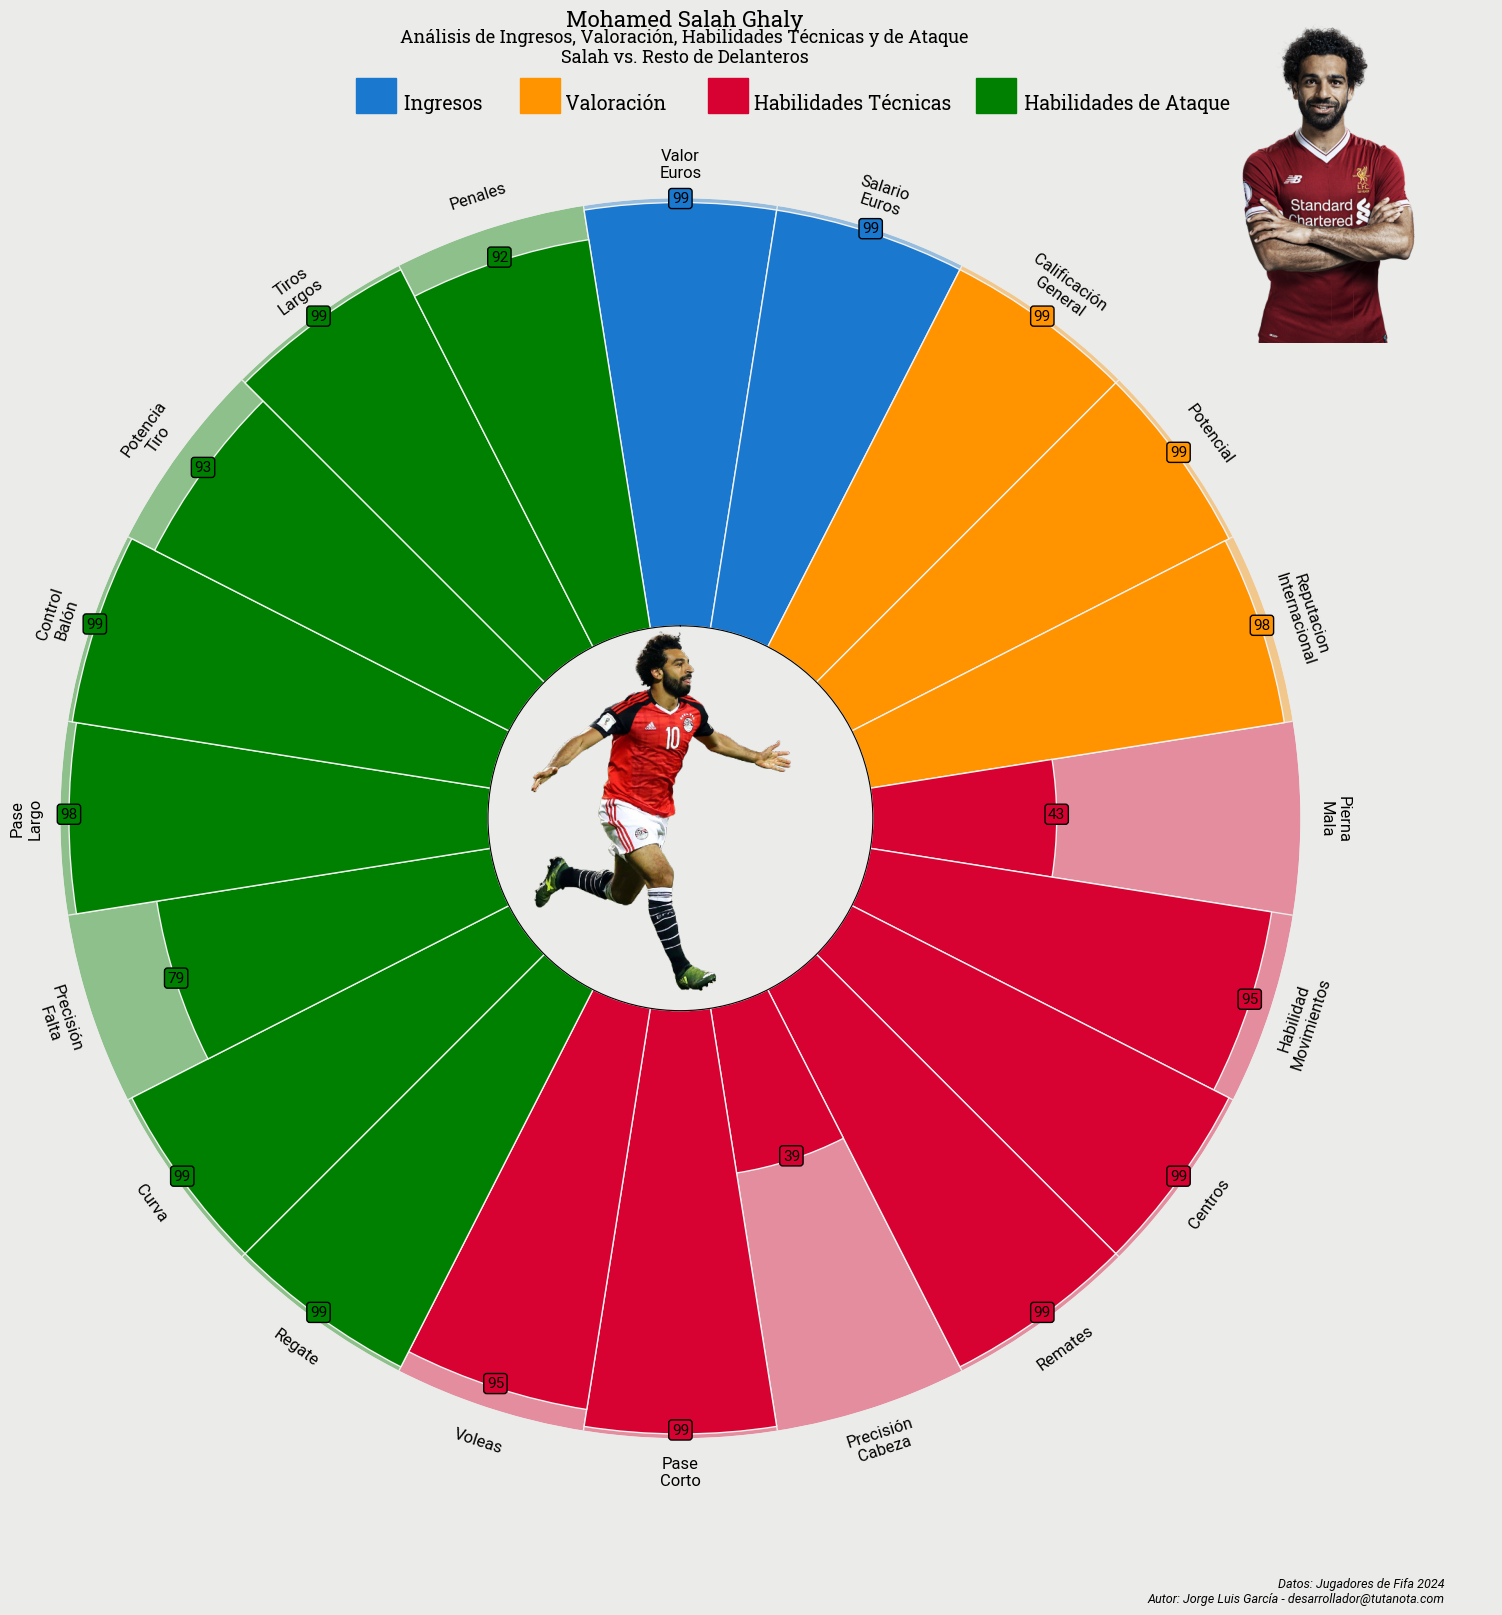 Mohamed Salah Ghaly
Análisis de Ingresos, Valoración, Habilidades Técnicas y de Ataque
Salah vs. Resto de Delanteros
Ingresos Valoración Habilidades Técnicas Habilidades de Ataque
Standard
Chartered
Valor
Euros
99
Salario
Euros
99
Calificación
General
99
Potencial
99
Reputacion
Internacional
98
Pierna
Mala
43
Habilidad
Movimientos
95
Centros
99
Remates
99
Precisión
Cabeza
39
Pase
Corto
99
Voleas
95
Regate
99
Curva
99
Precisión
Falta
79
Pase
Largo
98
Control
Balón
99
Potencia
Tiro
93
Tiros
Largos
99
Penales
92
10
Datos: Jugadores de Fifa 2024
Autor: Jorge Luis García - desarrollador@tutanota.com